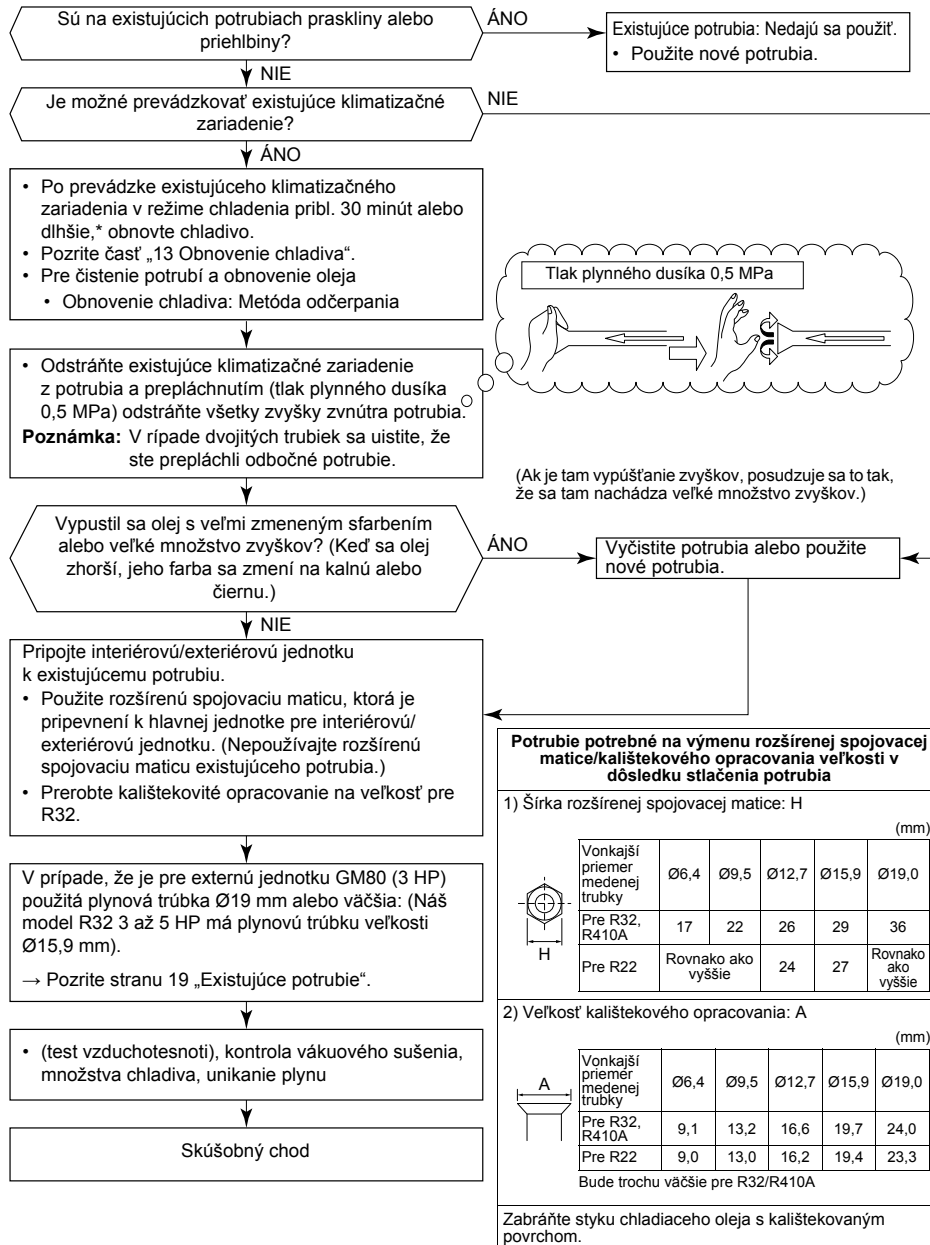 Sú na existujúcich potrubiach praskliny alebo
priehlbiny?
ÁNO
Existujúce potrubia: Nedajú sa použiť.
• Použite nové potrubia.
NIE
Je možné prevádzkovať existujúce klimatizačné
zariadenie?
NIE
ÁNO
• Po prevádzke existujúceho klimatizačného
zariadenia v režime chladenia pribl. 30 minút alebo
dlhšie,* obnovte chladivo.
• Pozrite časť „13 Obnovenie chladiva“.
• Pre čistenie potrubí a obnovenie oleja
• Obnovenie chladiva: Metóda odčerpania
Tlak plynného dusíka 0,5 MPa
• Odstráňte existujúce klimatizačné zariadenie
z potrubia a prepláchnutím (tlak plynného dusíka
0,5 MPa) odstráňte všetky zvyšky zvnútra potrubia.
Poznámka: V rípade dvojitých trubiek sa uistite, že
ste prepláchli odbočné potrubie.
(Ak je tam vypúšťanie zvyškov, posudzuje sa to tak,
že sa tam nachádza veľké množstvo zvyškov.)
Vypustil sa olej s veľmi zmeneným sfarbením
alebo veľké množstvo zvyškov? (Keď sa olej
zhorší, jeho farba sa zmení na kalnú alebo
čiernu.)
ÁNO
Vyčistite potrubia alebo použite
nové potrubia.
NIE
Pripojte interiérovú/exteriérovú jednotku
k existujúcemu potrubiu.
• Použite rozšírenú spojovaciu maticu, ktorá je
pripevnení k hlavnej jednotke pre interiérovú/
exteriérovú jednotku. (Nepoužívajte rozšírenú
spojovaciu maticu existujúceho potrubia.)
• Prerobte kalištekovité opracovanie na veľkosť pre
R32.
V prípade, že je pre externú jednotku GM80 (3 HP)
použitá plynová trúbka Ø19 mm alebo väčšia: (Náš
model R32 3 až 5 HP má plynovú trúbku veľkosti
Ø15,9 mm).
→ Pozrite stranu 19 „Existujúce potrubie“.
• (test vzduchotesnoti), kontrola vákuového sušenia,
množstva chladiva, unikanie plynu
Skúšobný chod
Potrubie potrebné na výmenu rozšírenej spojovacej
matice/kalištekového opracovania veľkosti v
dôsledku stlačenia potrubia
1) Šírka rozšírenej spojovacej matice: H
(mm)
Vonkajší
priemer
medenej
trubky
Ø6,4 Ø9,5 Ø12,7 Ø15,9 Ø19,0
Pre R32,
R410A
17 22 26 29 36
Pre R22
Rovnako ako
vyššie
24 27
Rovnako
ako
vyššie
H
2) Veľkosť kalištekového opracovania: A
(mm)
A
Vonkajší
priemer
medenej
trubky
Ø6,4 Ø9,5 Ø12,7 Ø15,9 Ø19,0
Pre R32,
R410A
9,1 13,2 16,6 19,7 24,0
Pre R22 9,0 13,0 16,2 19,4 23,3
Bude trochu väčšie pre R32/R410A
Zabráňte styku chladiaceho oleja s kalištekovaným
povrchom.